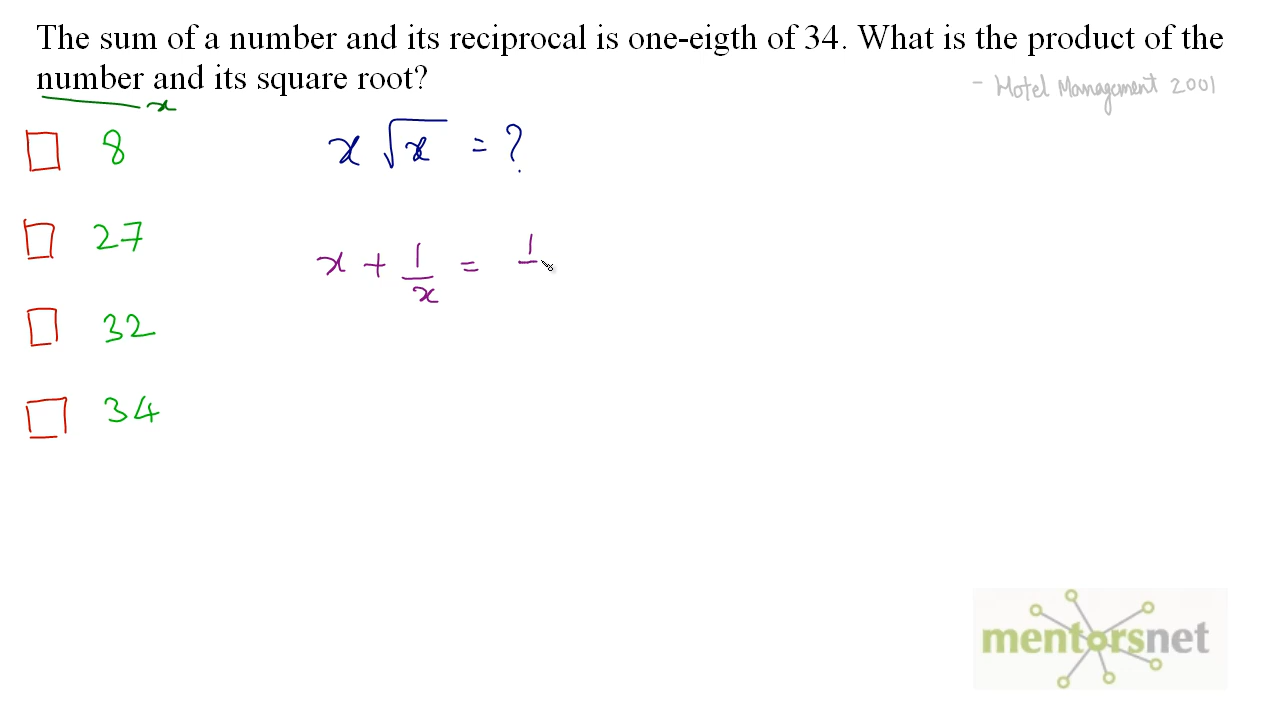 The sum of a number and its reciprocal is one-eigth of 34. What is the product of the
number and its square root?
- Hotel Management 2001
x
8
x √x = ?
27
x + 1/x = 1
32
34
mentorsnet